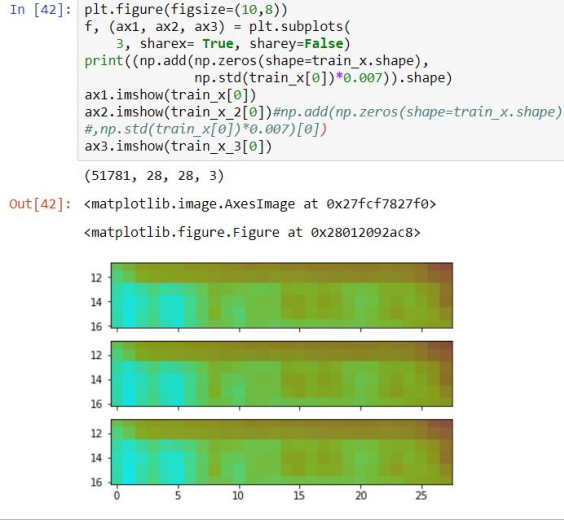 In [42]: plt.figure(figsize=(10,8))
f, (ax1, ax2, ax3) = plt.subplots(
3, sharex= True, sharey=False)
print((np.add(np.zeros(shape=train_x.shape),
np.std(train_x[0])*0.007)).shape)
ax1.imshow(train_x[0])
ax2.imshow(train_x_2[0])#np.add(np.zeros(shape=train_x.shape)
#,np.std(train_x[0])*0.007)[0])
ax3.imshow(train_x_3[0])
(51781, 28, 28, 3)
Out[42]: <matplotlib.image.AxesImage at 0x27fcf7827f0>
<matplotlib.figure.Figure at 0x28012092ac8>
12
14
16
12
14
16
12
14
16
0 5 10 15 20 25